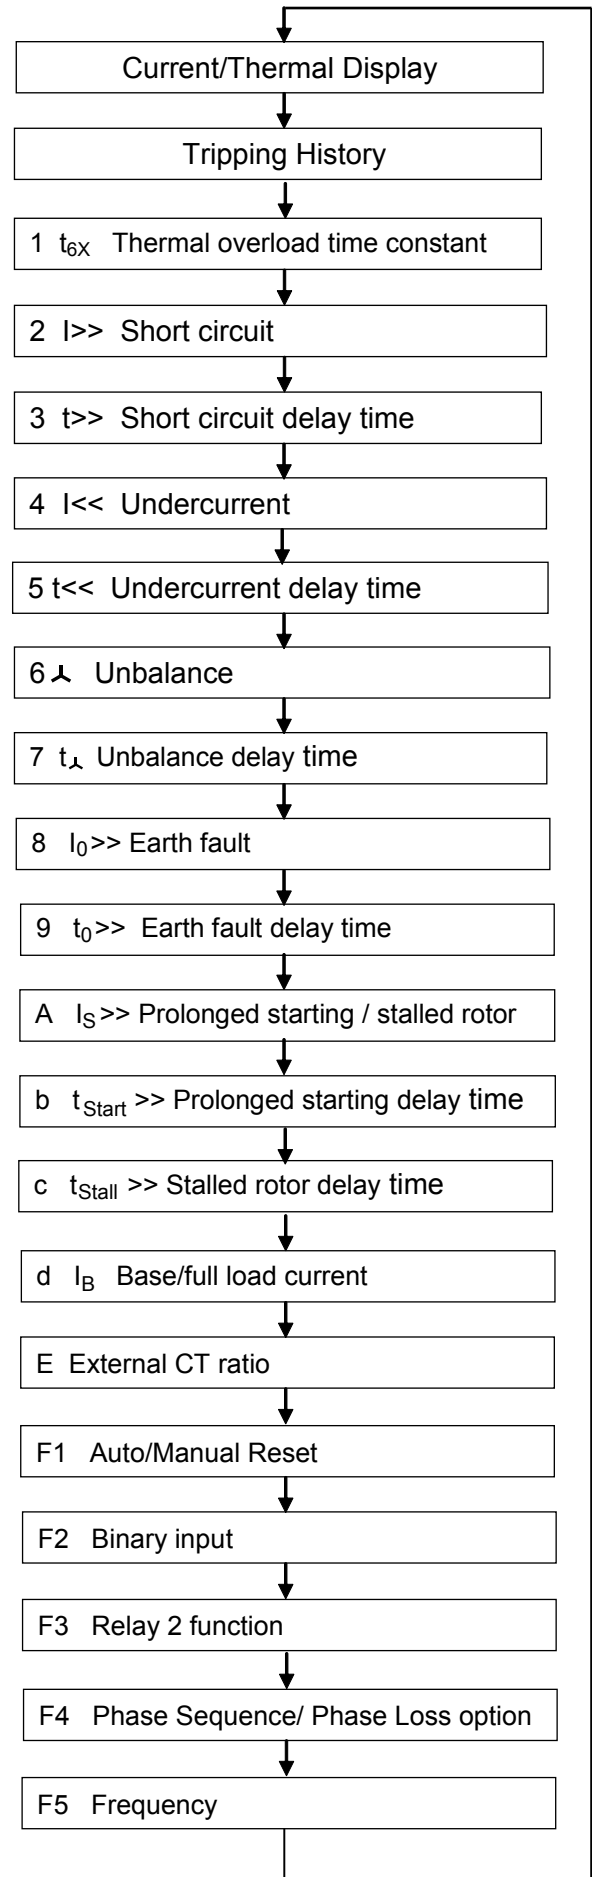 Current/Thermal Display
Tripping History
1 t6X Thermal overload time constant
2 I>> Short circuit
3 t>> Short circuit delay time
4 I<< Undercurrent
5 t<< Undercurrent delay time
6 ⅄ Unbalance
7 t⅄ Unbalance delay time
8 I0>> Earth fault
9 t0>> Earth fault delay time
A IS>> Prolonged starting / stalled rotor
b tStart >> Prolonged starting delay time
c tStall >> Stalled rotor delay time
d IB Base/full load current
E External CT ratio
F1 Auto/Manual Reset
F2 Binary input
F3 Relay 2 function
F4 Phase Sequence/ Phase Loss option
F5 Frequency